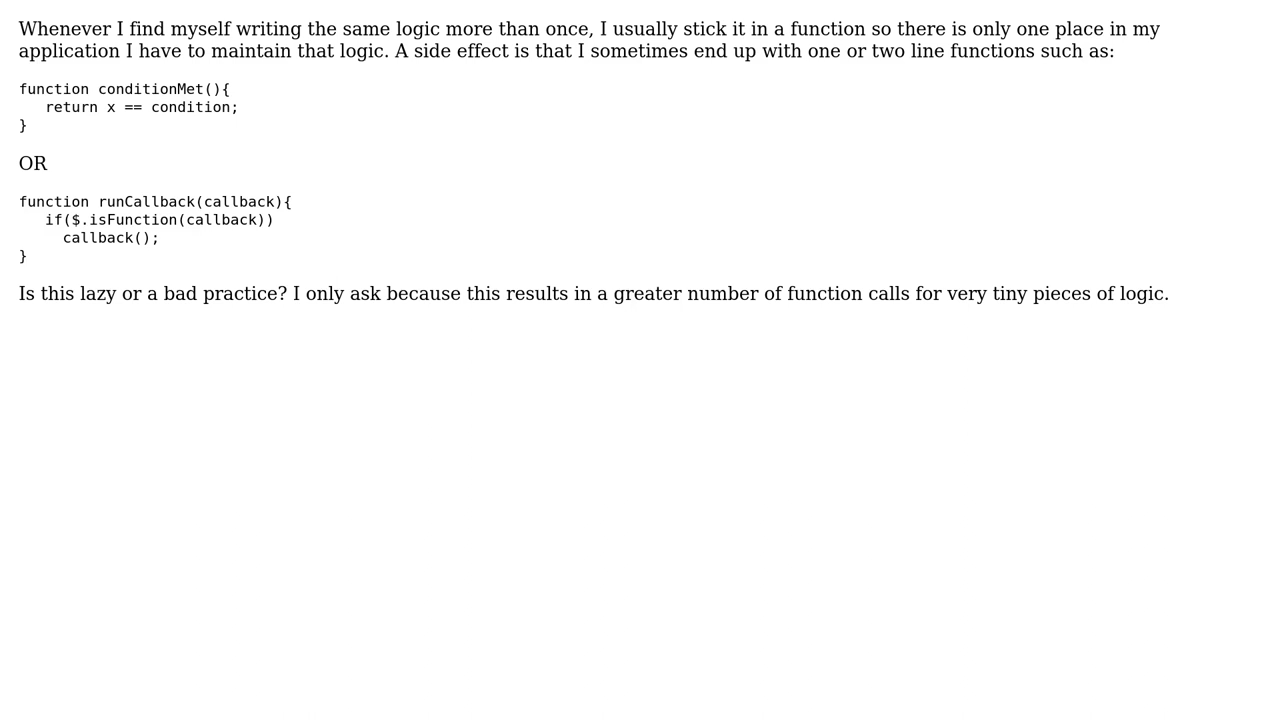 Whenever I find myself writing the same logic more than once, I usually stick it in a function so there is only one place in my
application I have to maintain that logic. A side effect is that I sometimes end up with one or two line functions such as:
function conditionMet(){
   return x == condition;
}
OR
function runCallback(callback){
   if($.isFunction(callback))
     callback();
}
Is this lazy or a bad practice? I only ask because this results in a greater number of function calls for very tiny pieces of logic.